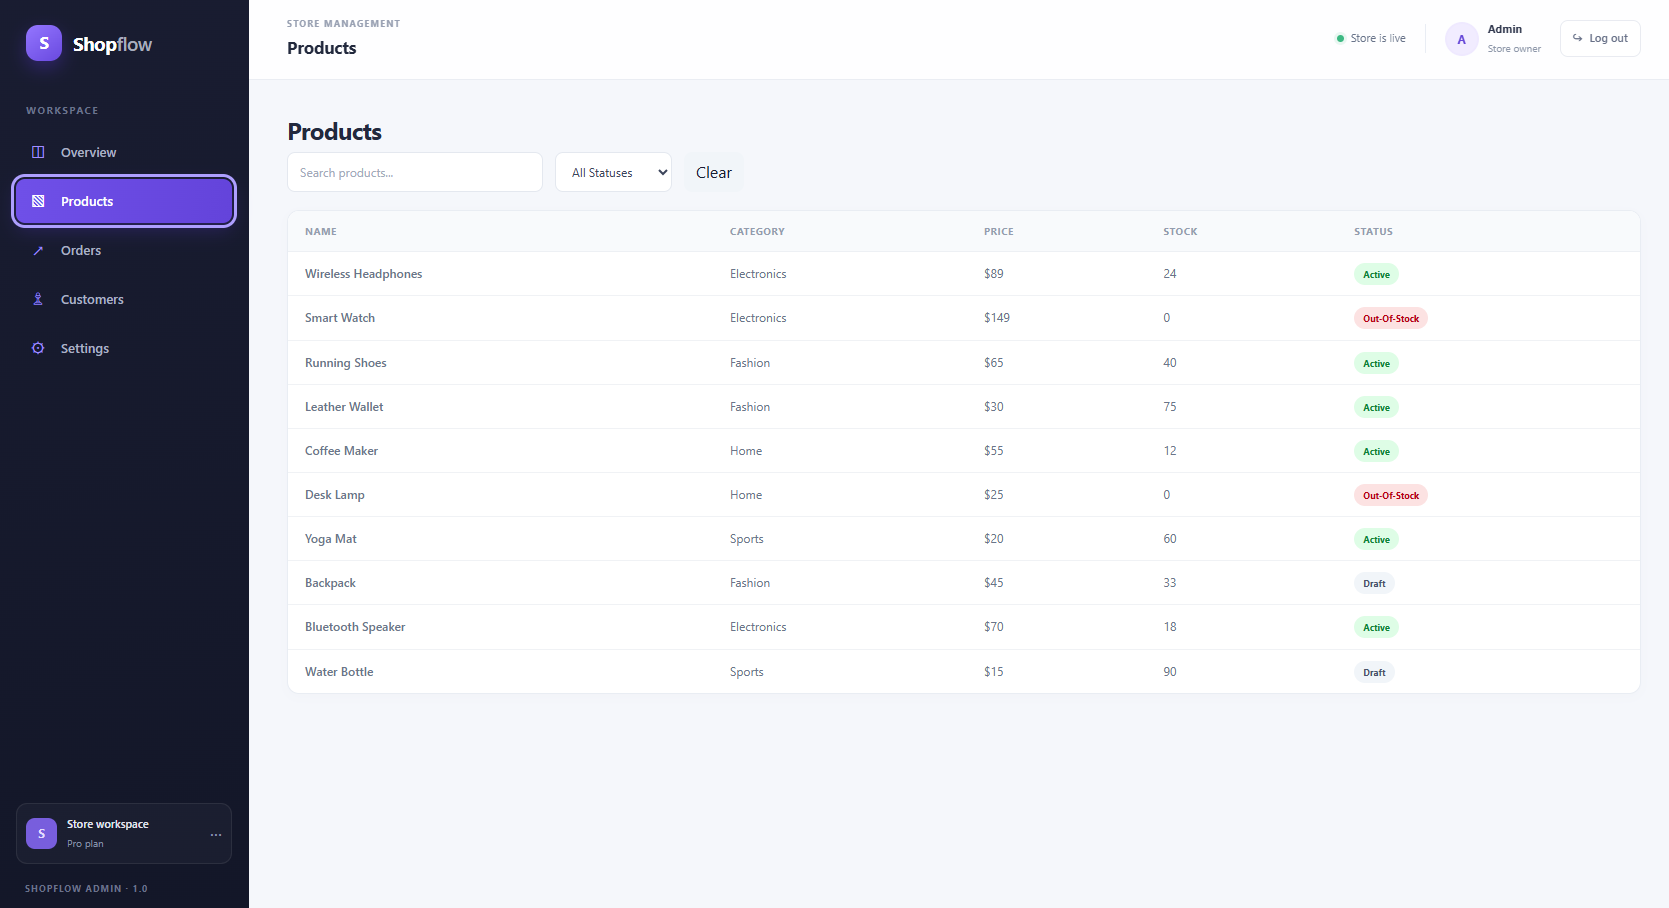 S
Shopflow
WORKSPACE
Overview
Products
Orders
Customers
Settings
S
Store workspace
Pro plan
...
SHOPFLOW ADMIN · 1.0
STORE MANAGEMENT
Products
Store is live
A
Admin
Store owner
Log out
Products
Search products...
All Statuses
Clear
NAME CATEGORY PRICE STOCK STATUS
Wireless Headphones Electronics $89 24 Active
Smart Watch Electronics $149 0 Out-Of-Stock
Running Shoes Fashion $65 40 Active
Leather Wallet Fashion $30 75 Active
Coffee Maker Home $55 12 Active
Desk Lamp Home $25 0 Out-Of-Stock
Yoga Mat Sports $20 60 Active
Backpack Fashion $45 33 Draft
Bluetooth Speaker Electronics $70 18 Active
Water Bottle Sports $15 90 Draft